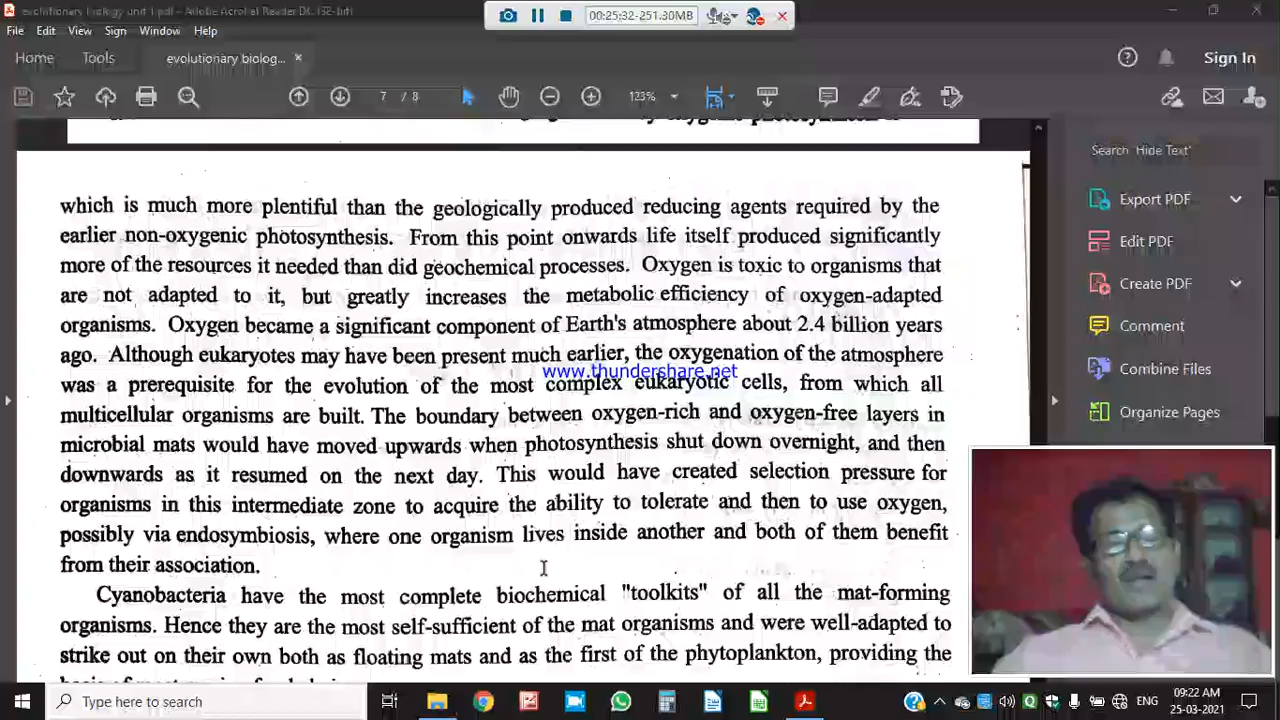 evolutionary biology unit 1.pdf - Adobe Acrobat Reader DC (32-bit)
00:25:32-251.30MB
File Edit View Sign Window Help
Home Tools evolutionary biolog... × Sign In
7 / 8 123%
Search 'Hide Text'
which is much more plentiful than the geologically produced reducing agents required by the
earlier non-oxygenic photosynthesis. From this point onwards life itself produced significantly
more of the resources it needed than did geochemical processes. Oxygen is toxic to organisms that
are not adapted to it, but greatly increases the metabolic efficiency of oxygen-adapted
organisms. Oxygen became a significant component of Earth's atmosphere about 2.4 billion years
ago. Although eukaryotes may have been present much earlier, the oxygenation of the atmosphere
www.thundershare.net
was a prerequisite for the evolution of the most complex eukaryotic cells, from which all
multicellular organisms are built. The boundary between oxygen-rich and oxygen-free layers in
microbial mats would have moved upwards when photosynthesis shut down overnight, and then
downwards as it resumed on the next day. This would have created selection pressure for
organisms in this intermediate zone to acquire the ability to tolerate and then to use oxygen,
possibly via endosymbiosis, where one organism lives inside another and both of them benefit
from their association.
Cyanobacteria have the most complete biochemical "toolkits" of all the mat-forming
organisms. Hence they are the most self-sufficient of the mat organisms and were well-adapted to
strike out on their own both as floating mats and as the first of the phytoplankton, providing the
Export PDF
Edit PDF
Create PDF
Comment
Combine Files
Organize Pages
Type here to search
ENG
09:22 AM
25-03-2021